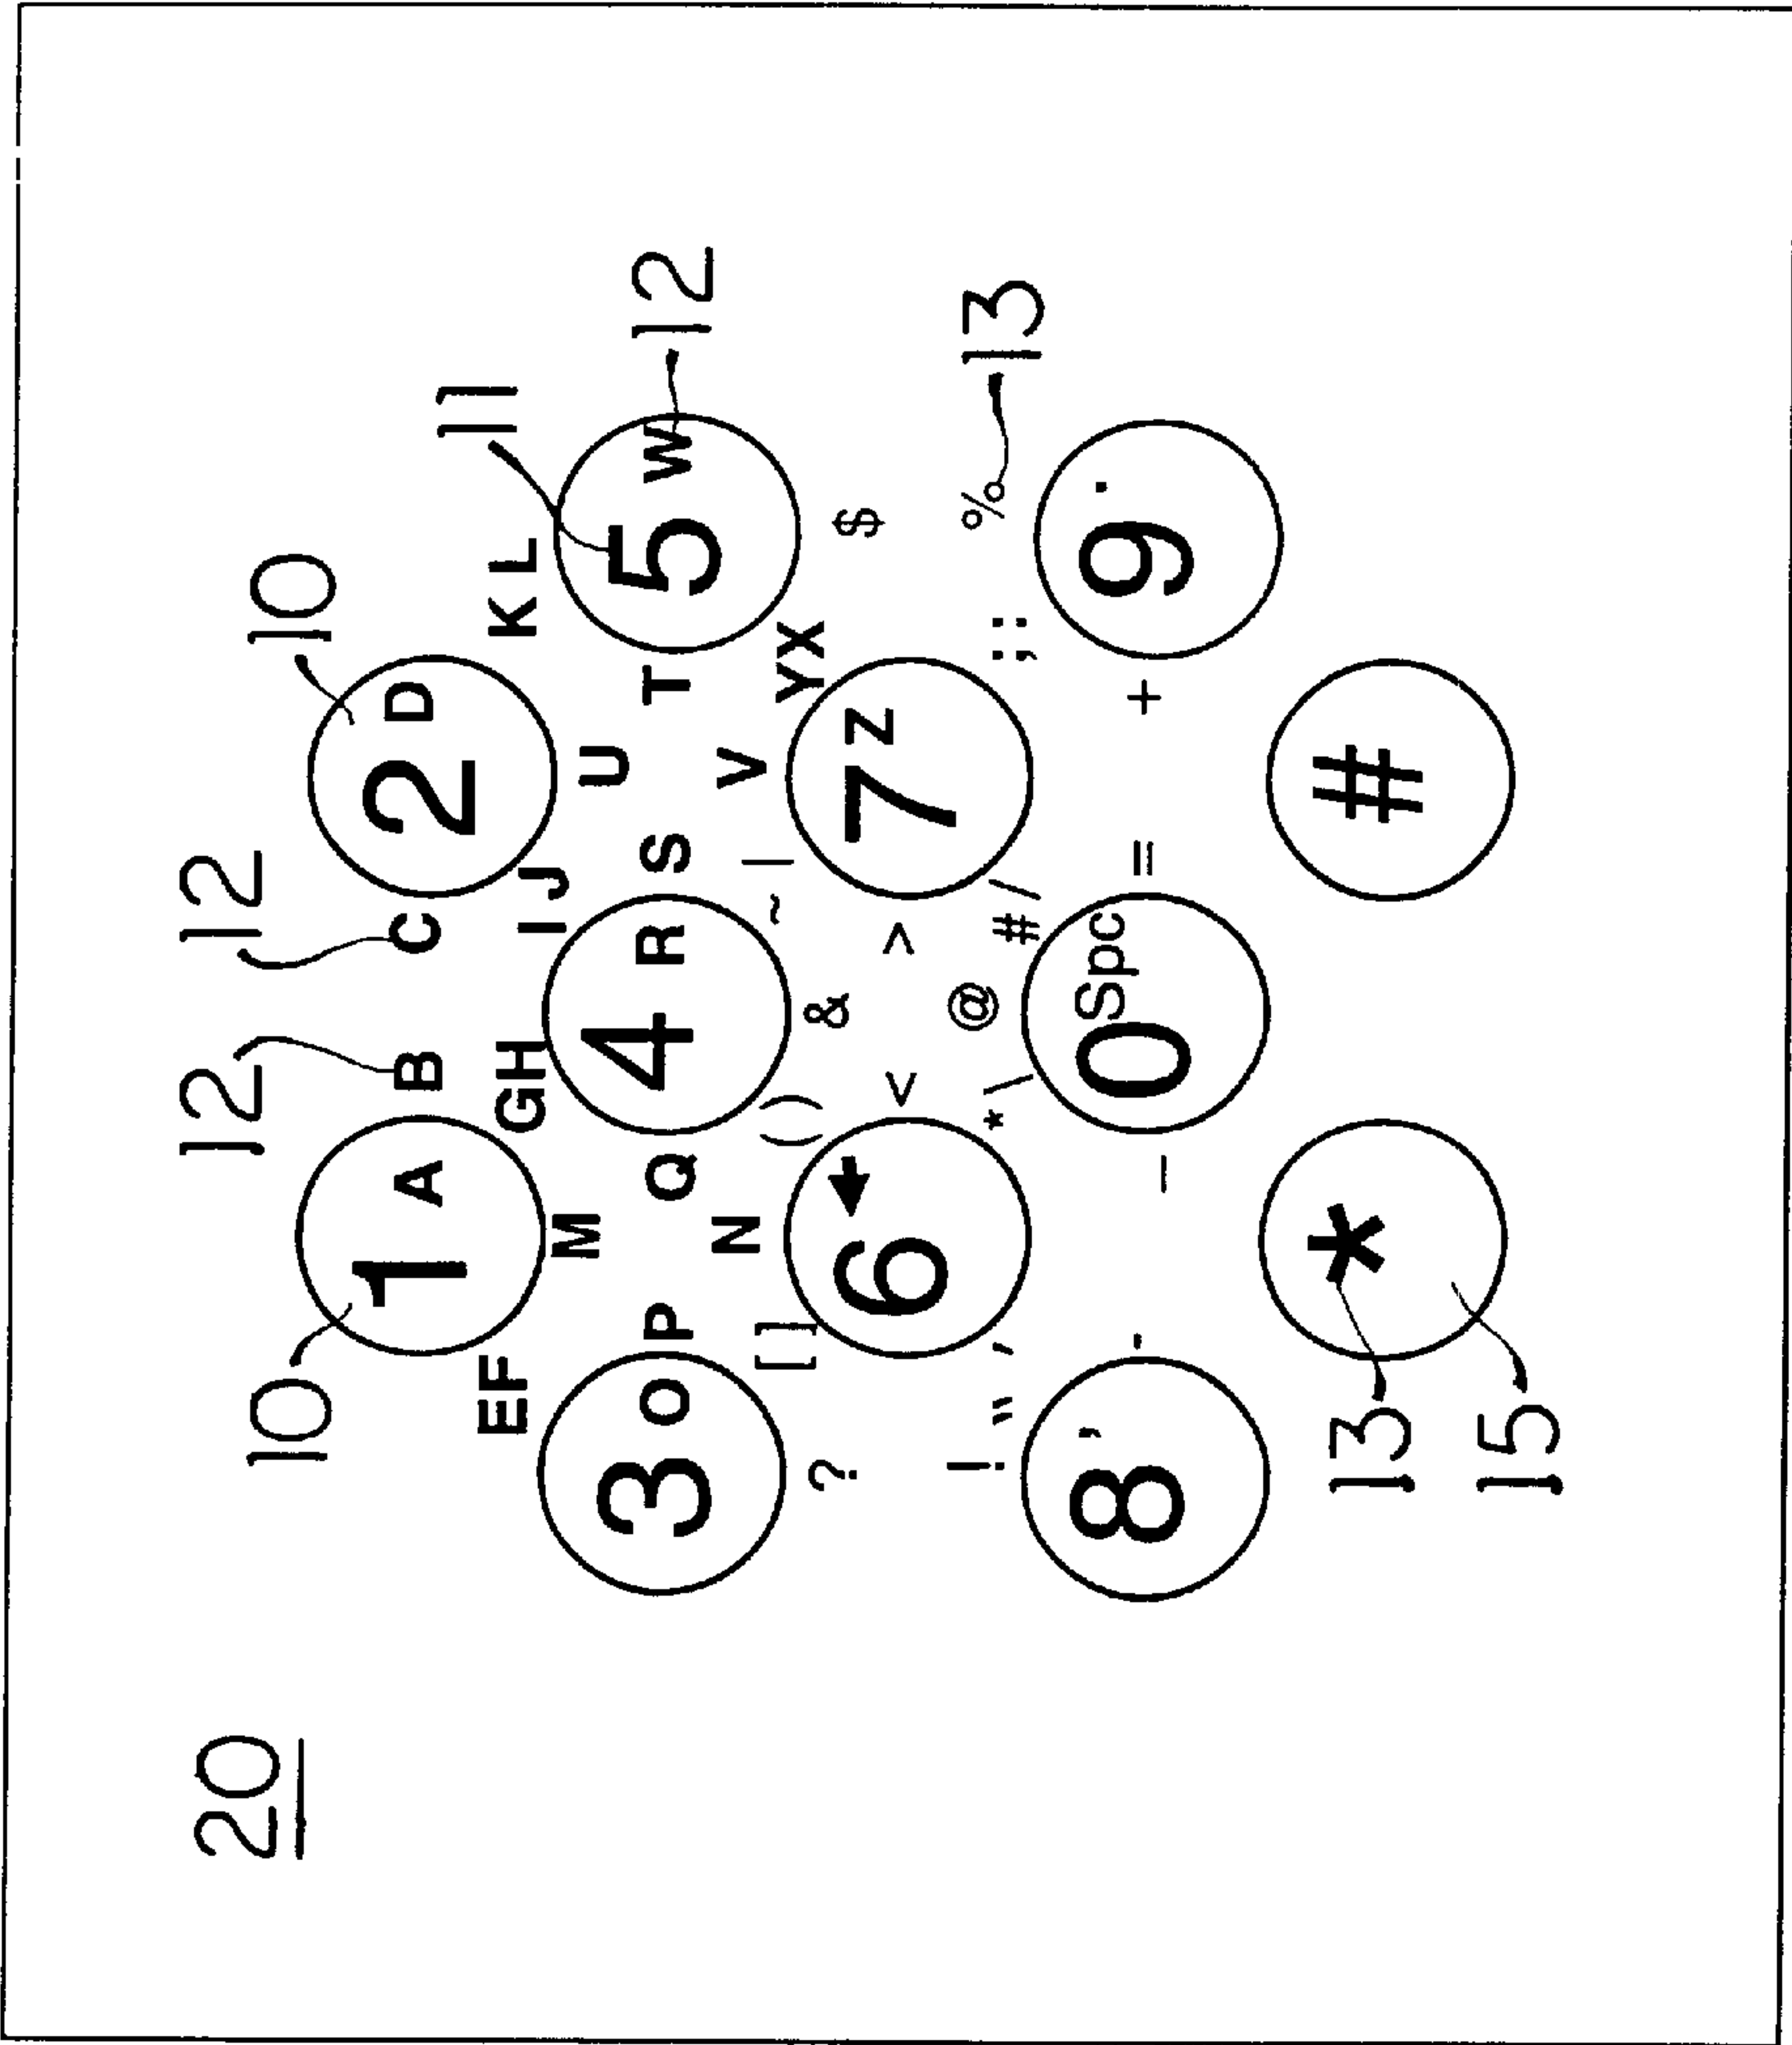 20 12 12
10 10
1 A B C 2 D
11
EF GH IJ KL
M U
3 O P Q 4 R S T 5 W 12
N V
[] () ~ | YX
? & $
6 ← < > 7 Z
! @ % 13
" ' * \ # / ; :
8 , - _ 0 Spc = + 9 .
13 * #
15